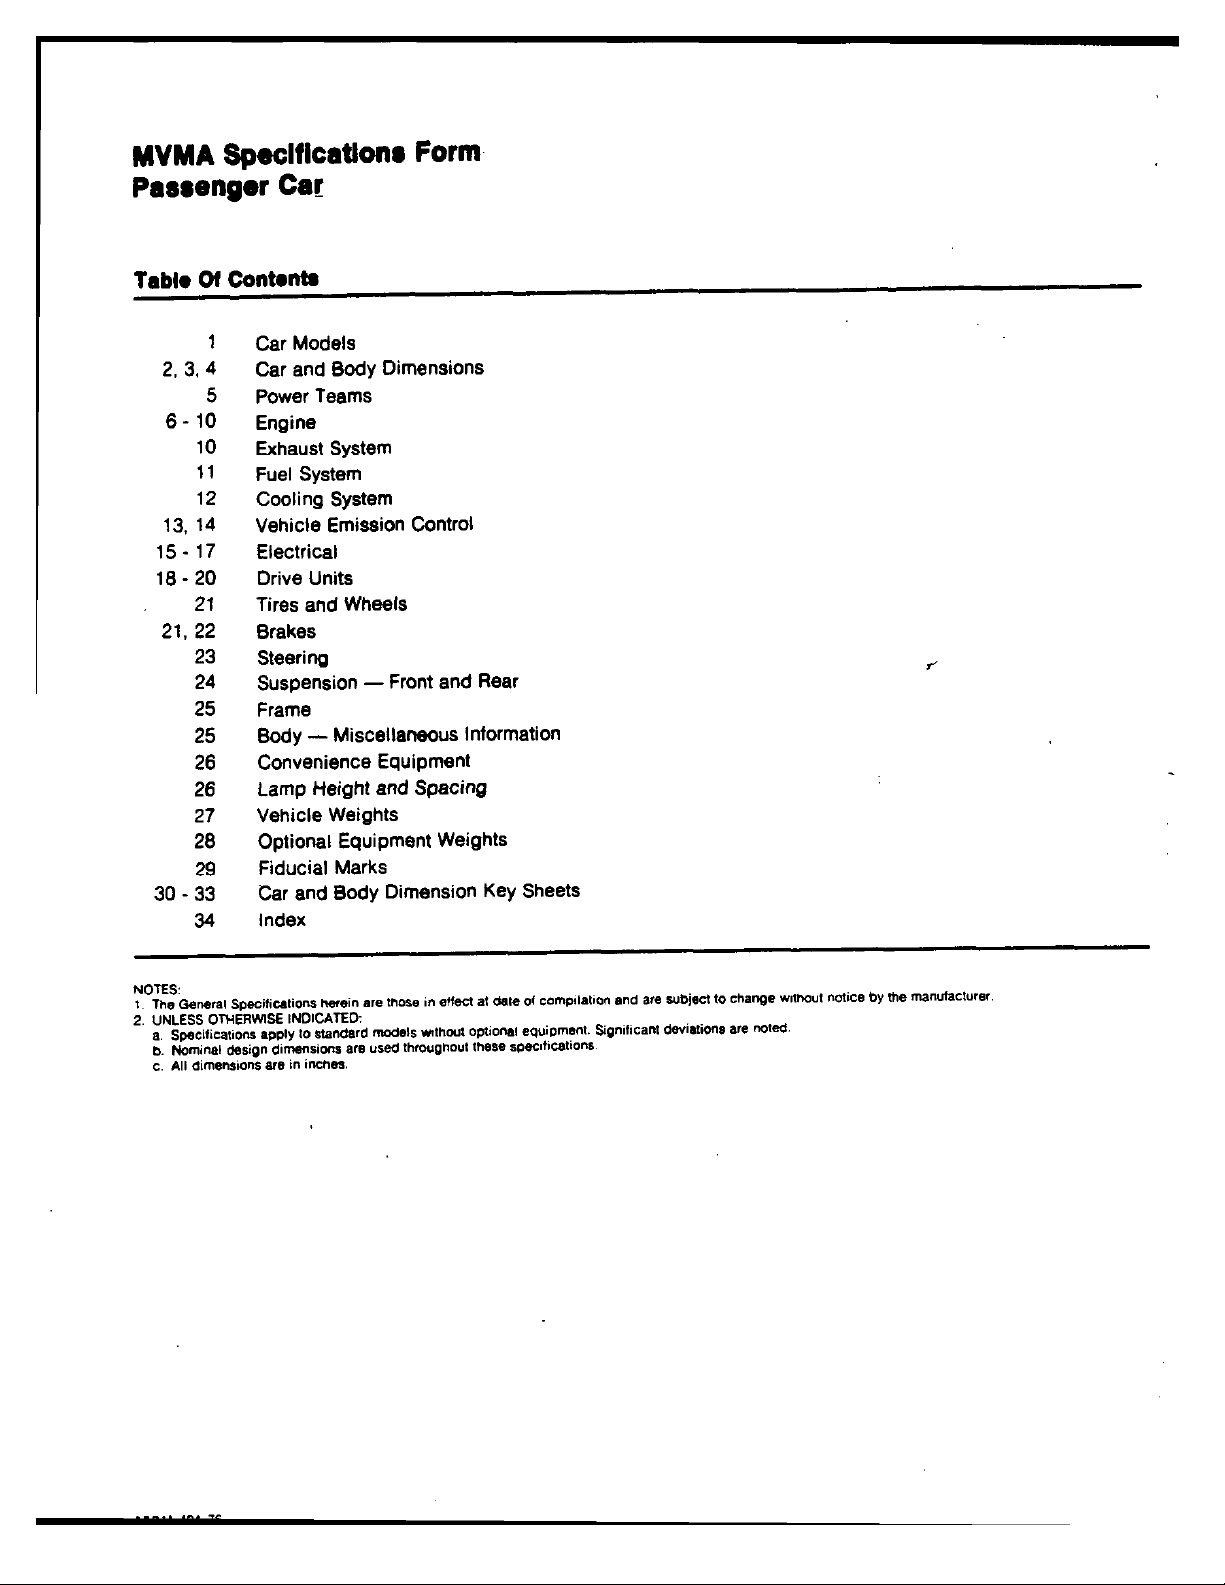 MVMA Specifications Form
Passenger Car
Table Of Contents
1 Car Models
2, 3, 4 Car and Body Dimensions
5 Power Teams
6 - 10 Engine
10 Exhaust System
11 Fuel System
12 Cooling System
13, 14 Vehicle Emission Control
15 - 17 Electrical
18 - 20 Drive Units
21 Tires and Wheels
21, 22 Brakes
23 Steering
24 Suspension — Front and Rear
25 Frame
25 Body — Miscellaneous Information
26 Convenience Equipment
26 Lamp Height and Spacing
27 Vehicle Weights
28 Optional Equipment Weights
29 Fiducial Marks
30 - 33 Car and Body Dimension Key Sheets
34 Index
NOTES:
1. The General Specifications herein are those in effect at date of compilation and are subject to change without notice by the manufacturer.
2. UNLESS OTHERWISE INDICATED:
a. Specifications apply to standard models without optional equipment. Significant deviations are noted.
b. Nominal design dimensions are used throughout these specifications.
c. All dimensions are in inches.